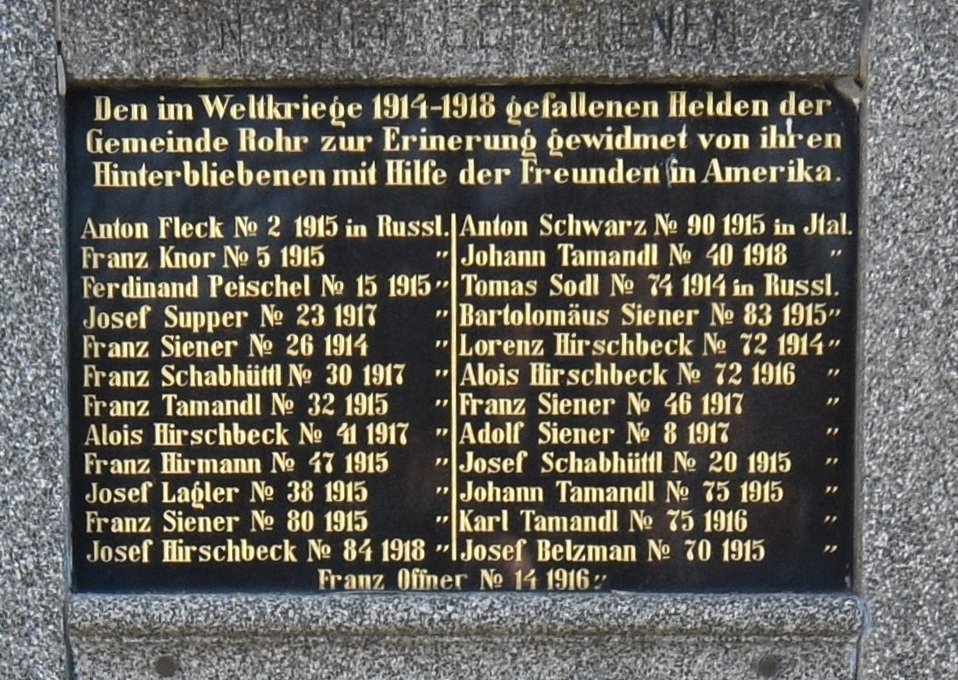 Den im Weltkriege 1914-1918 gefallenen Helden der
Gemeinde Rohr zur Erinerung gewidmet von ihren
Hinterbliebenen mit Hilfe der Freunden in Amerika.
Anton Fleck № 2 1915 in Russl.
Franz Knor № 5 1915 "
Ferdinand Peischel № 15 1915 "
Josef Supper № 23 1917 "
Franz Siener № 26 1914 "
Franz Schabhüttl № 30 1917 "
Franz Tamandl № 32 1915 "
Alois Hirschbeck № 41 1917 "
Franz Hirmann № 47 1915 "
Josef Lagler № 38 1915 "
Franz Siener № 80 1915 "
Josef Hirschbeck № 84 1918 "
Anton Schwarz № 90 1915 in Jtal.
Johann Tamandl № 40 1918 "
Tomas Sodl № 74 1914 in Russl.
Bartolomäus Siener № 83 1915 "
Lorenz Hirschbeck № 72 1914 "
Alois Hirschbeck № 72 1916 "
Franz Siener № 46 1917 "
Adolf Siener № 8 1917 "
Josef Schabhüttl № 20 1915 "
Johann Tamandl № 75 1915 "
Karl Tamandl № 75 1916 "
Josef Belzman № 70 1915 "
Franz Offner № 14 1916 "